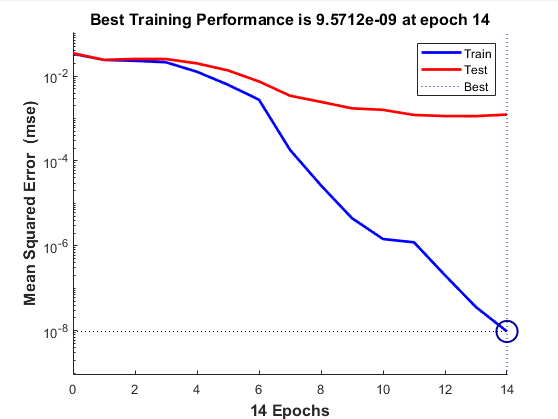 Best Training Performance is 9.5712e-09 at epoch 14
Train
Test
Best
Mean Squared Error (mse)
10^-2
10^-4
10^-6
10^-8
0 2 4 6 8 10 12 14
14 Epochs